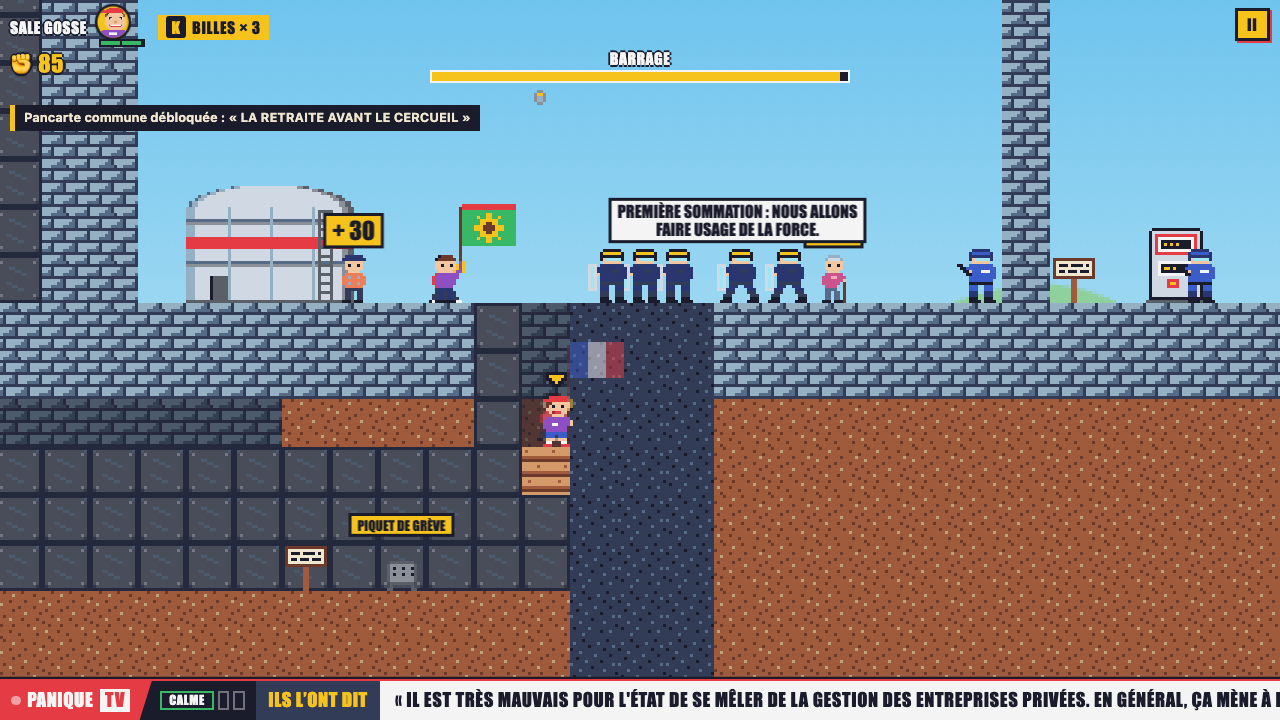 SALE GOSSE
K BILLES × 3
85
BARRAGE
Pancarte commune débloquée : « LA RETRAITE AVANT LE CERCUEIL »
+ 30
PREMIÈRE SOMMATION : NOUS ALLONS
FAIRE USAGE DE LA FORCE.
PIQUET DE GRÈVE
PANIQUE TV
CALME
ILS L'ONT DIT
« IL EST TRÈS MAUVAIS POUR L'ÉTAT DE SE MÊLER DE LA GESTION DES ENTREPRISES PRIVÉES. EN GÉNÉRAL, ÇA MÈNE À